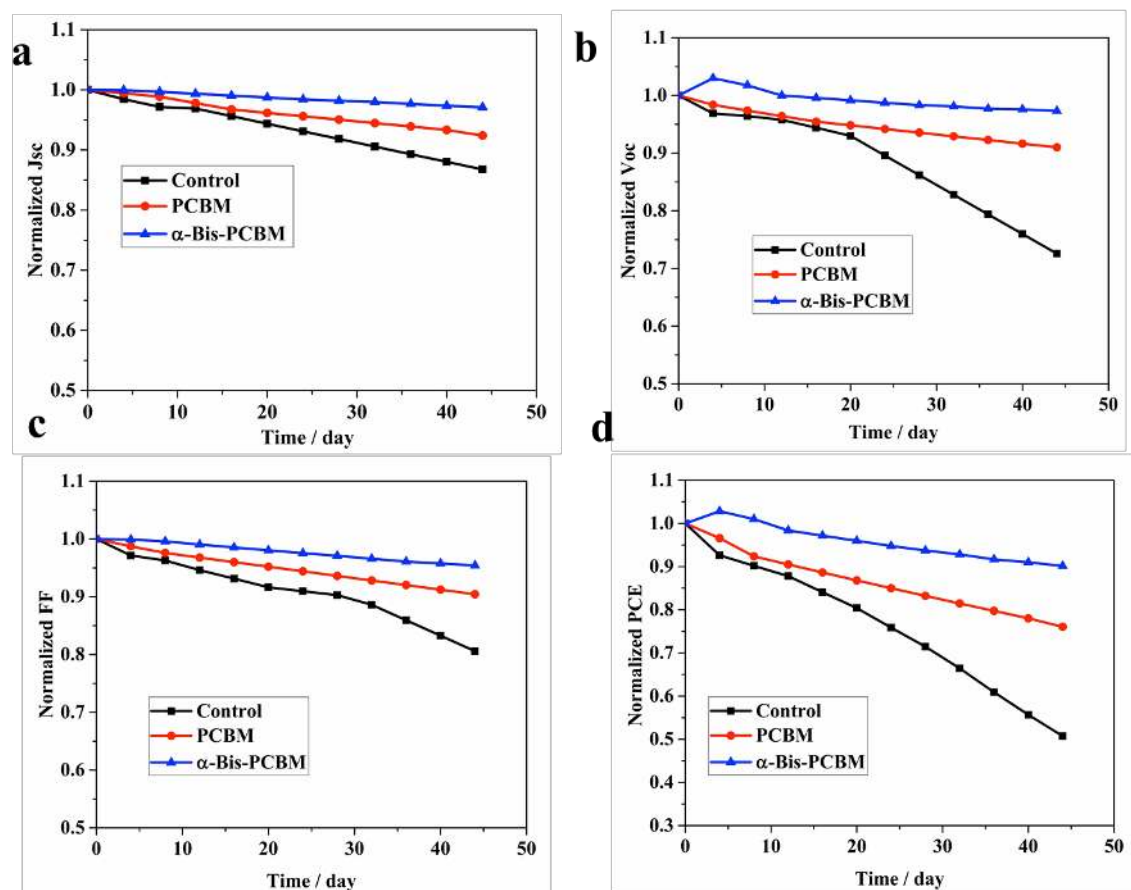 a
1.1
1.0
0.9
0.8
0.7
0.6
0.5
Normalized Jsc
Control
PCBM
α-Bis-PCBM
0 10 20 30 40 50
Time / day
b
1.1
1.0
0.9
0.8
0.7
0.6
0.5
Normalized Voc
Control
PCBM
α-Bis-PCBM
0 10 20 30 40 50
Time / day
c
1.1
1.0
0.9
0.8
0.7
0.6
0.5
Normalized FF
Control
PCBM
α-Bis-PCBM
0 10 20 30 40 50
Time / day
d
1.1
1.0
0.9
0.8
0.7
0.6
0.5
0.4
0.3
Normalized PCE
Control
PCBM
α-Bis-PCBM
0 10 20 30 40 50
Time / day